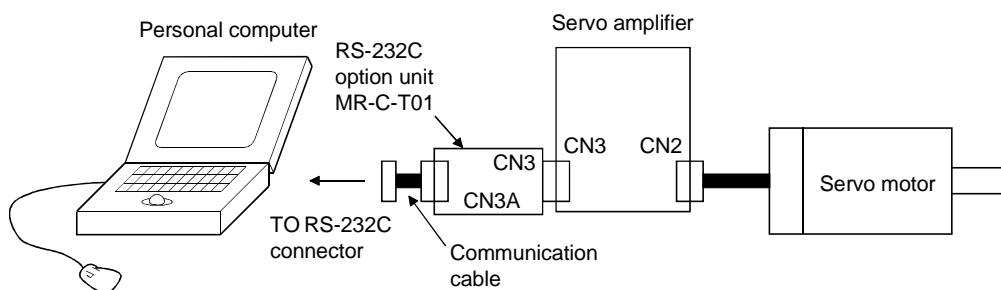 Personal computer
Servo amplifier
RS-232C
option unit
MR-C-T01
CN3
CN3
CN2
CN3A
Servo motor
TO RS-232C
connector
Communication
cable